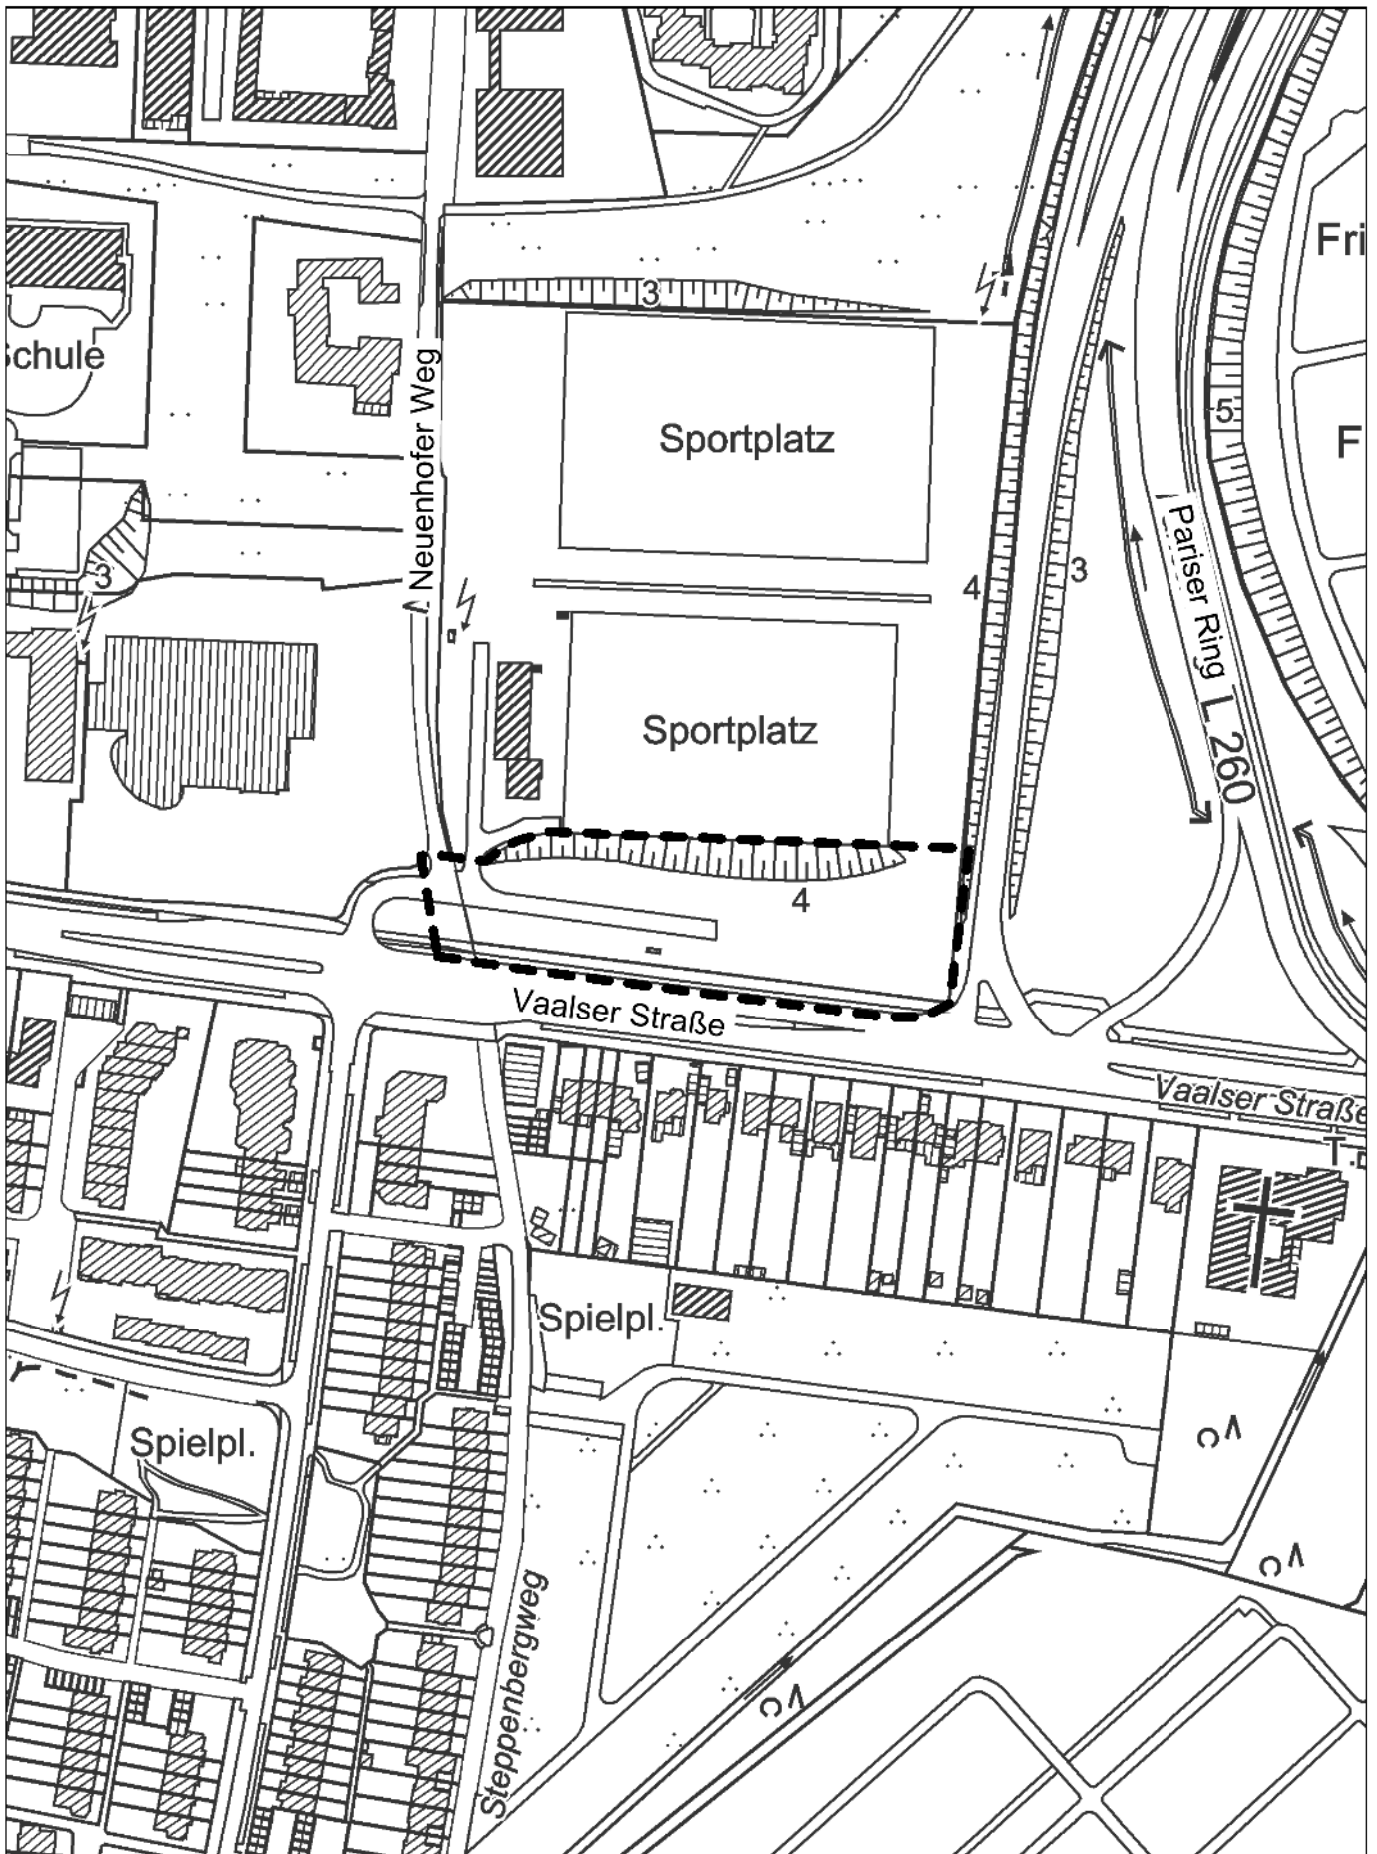 Fri
3
Schule
Neuenhofer Weg
Sportplatz
5
F
3
4
3
Pariser Ring L 260
Sportplatz
4
Vaalser Straße
Vaalser Straße
T.
Spielpl.
Spielpl.
Steppenbergweg